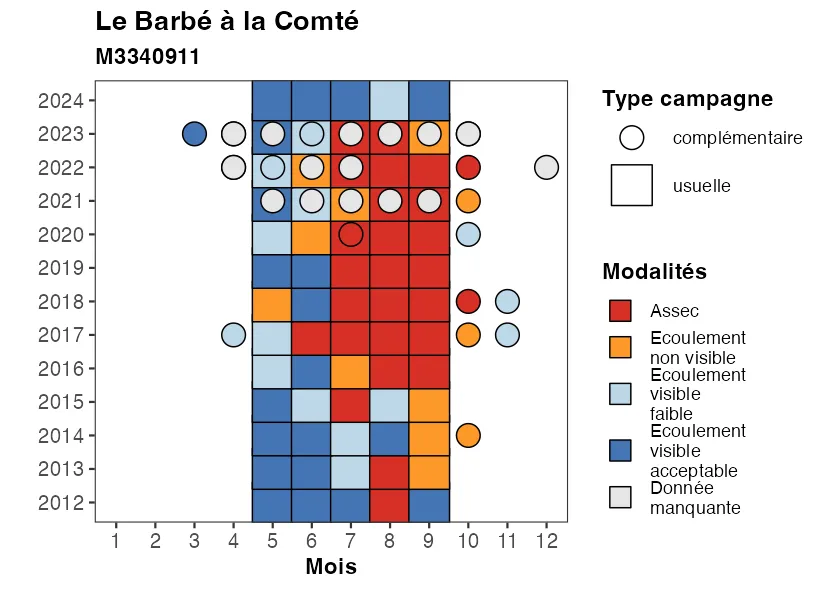 Le Barbé à la Comté
M3340911
2024
2023
2022
2021
2020
2019
2018
2017
2016
2015
2014
2013
2012
1 2 3 4 5 6 7 8 9 10 11 12
Mois
Type campagne
complémentaire
usuelle
Modalités
Assec
Ecoulement
non visible
Ecoulement
visible
faible
Ecoulement
visible
acceptable
Donnée
manquante